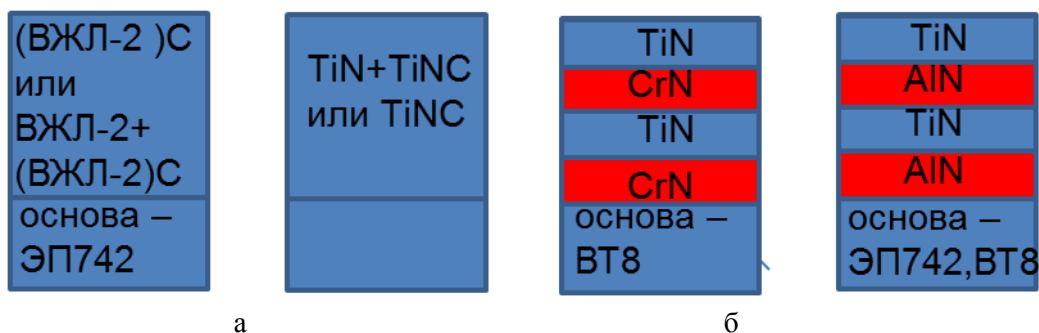 (ВЖЛ-2 )С
или
ВЖЛ-2+
(ВЖЛ-2)С
основа –
ЭП742
TiN+TiNC
или TiNC
TiN
CrN
TiN
CrN
основа –
ВТ8
TiN
AlN
TiN
AlN
основа –
ЭП742,ВТ8
а
б